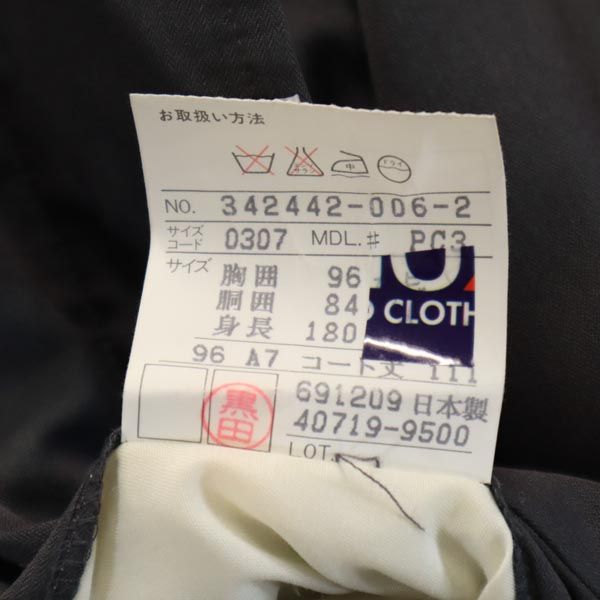 お取扱い方法
中 ドライ
NO. 342442-006-2
サイズコード 0307 MDL.# PC3
サイズ 胸囲 96
胴囲 84
CLOTH
身長 180
96 A7 コート丈 111
691209 日本製
黒田
40719-9500
LOT.